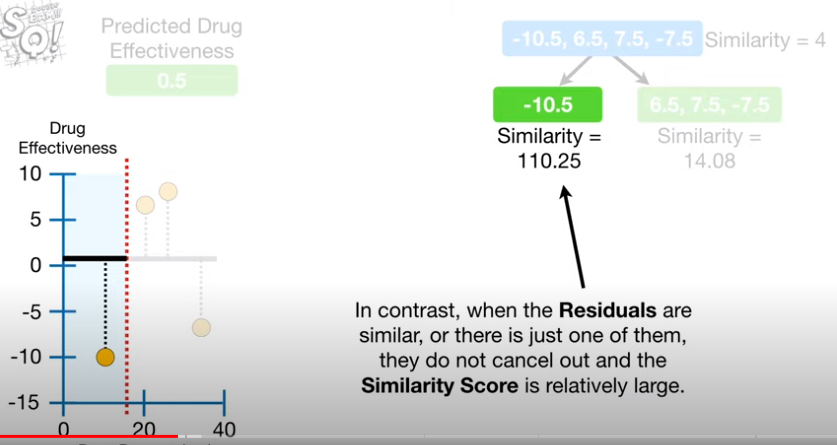 SQ!
Predicted Drug
Effectiveness
0.5
-10.5, 6.5, 7.5, -7.5 Similarity = 4
-10.5
6.5, 7.5, -7.5
Similarity =
110.25
Similarity =
14.08
Drug
Effectiveness
10
5
0
-5
-10
-15
0
20
40
In contrast, when the Residuals are
similar, or there is just one of them,
they do not cancel out and the
Similarity Score is relatively large.